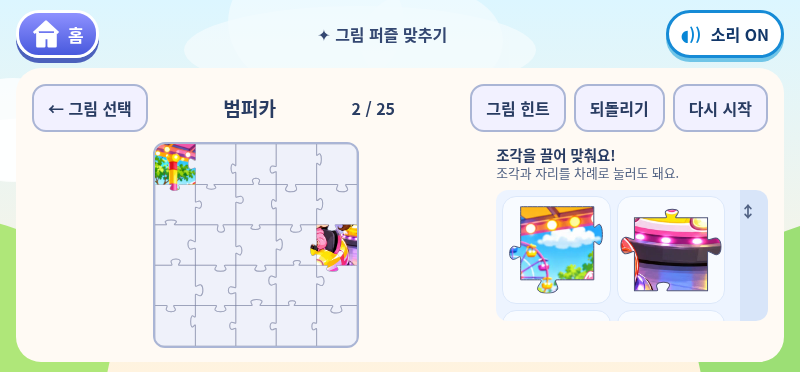 홈
✦ 그림 퍼즐 맞추기
소리 ON
← 그림 선택
범퍼카
2 / 25
그림 힌트
되돌리기
다시 시작
조각을 끌어 맞춰요!
조각과 자리를 차례로 눌러도 돼요.